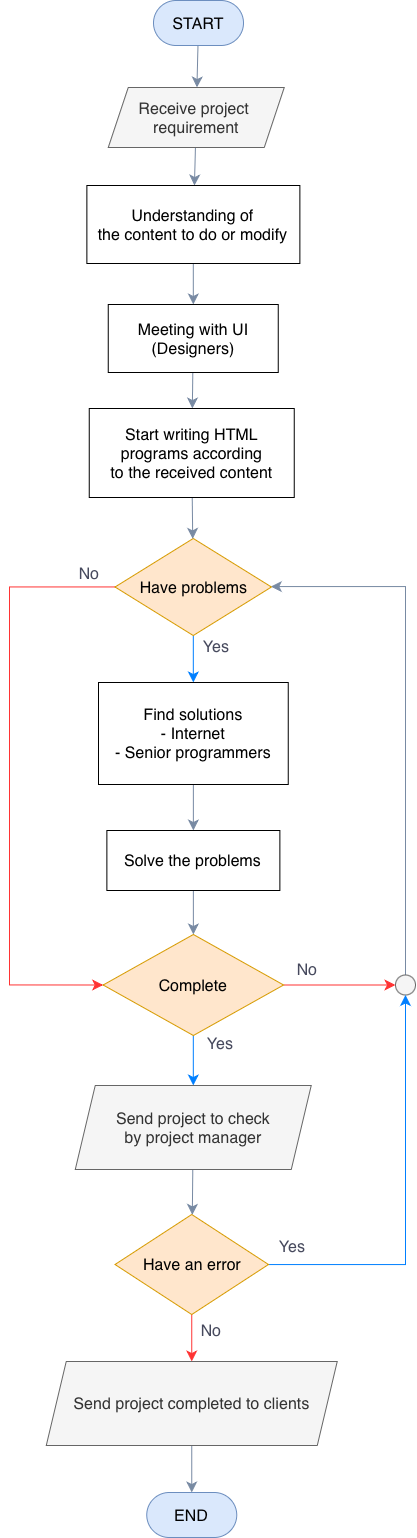 START
Receive project
requirement
Understanding of
the content to do or modify
Meeting with UI
(Designers)
Start writing HTML
programs according
to the received content
No
Have problems
Yes
Find solutions
- Internet
- Senior programmers
Solve the problems
Complete
No
Yes
Send project to check
by project manager
Have an error
Yes
No
Send project completed to clients
END